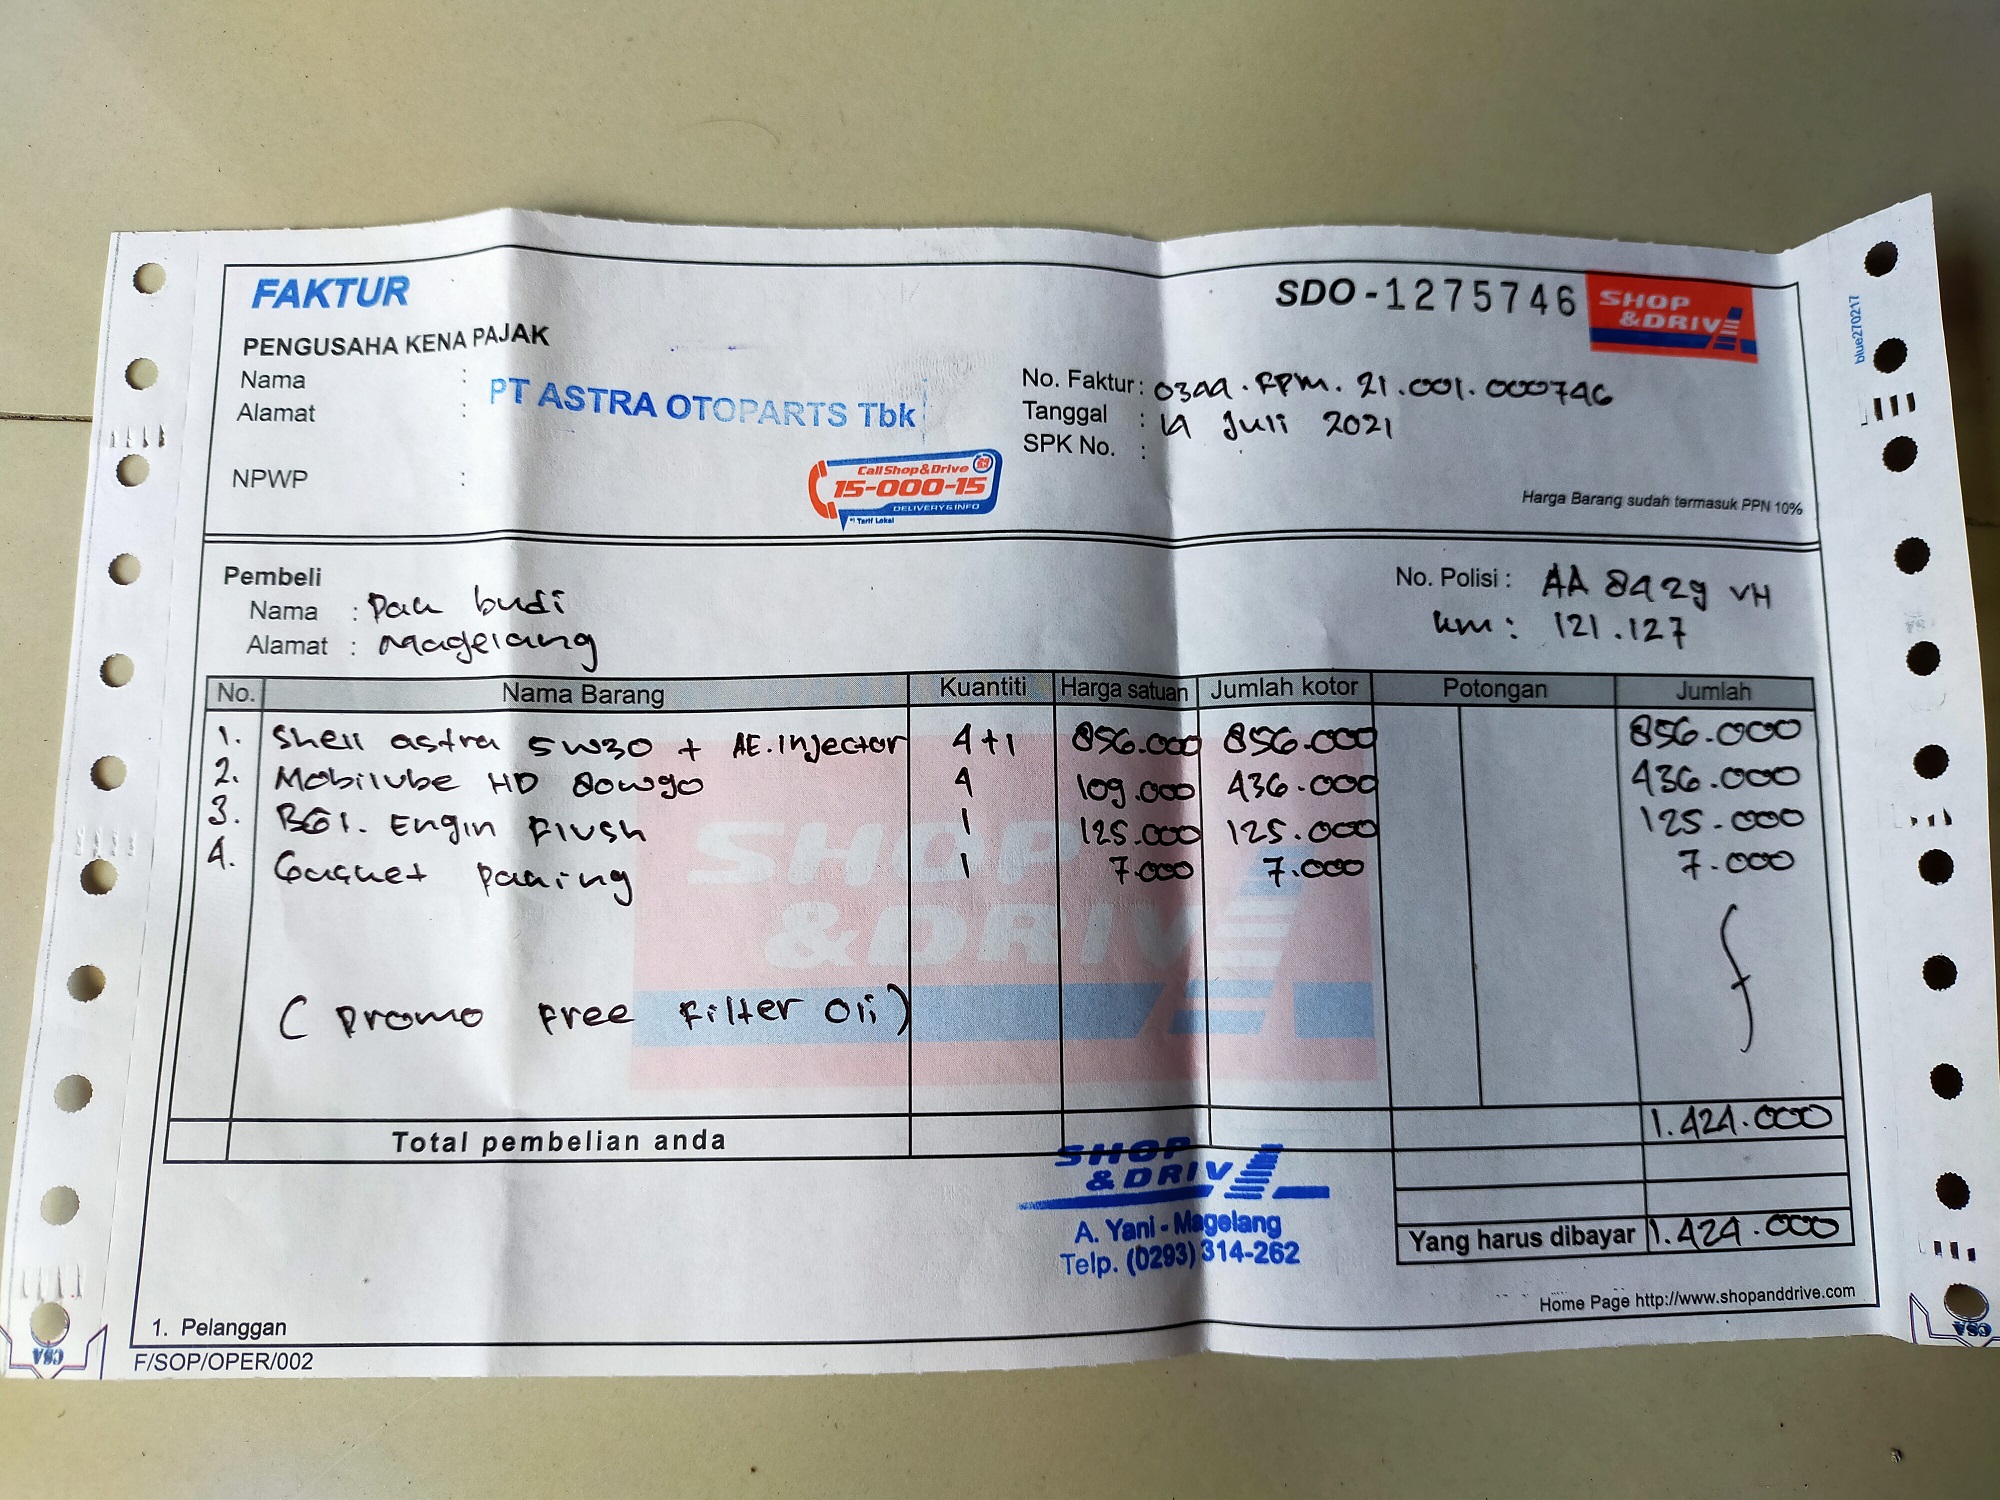 FAKTUR
SDO - 1275746
SHOP
&DRIVE
PENGUSAHA KENA PAJAK
Nama :
PT ASTRA OTOPARTS Tbk
Alamat :
NPWP :
Call Shop&Drive
15-000-15
DELIVERY & INFO
*) Tarif Lokal
No. Faktur : 0344.RPM.21.001.000746
Tanggal : 14 Juli 2021
SPK No. :
Harga Barang sudah termasuk PPN 10%
blue270217
Pembeli
Nama : Pak budi
Alamat : Magelang
No. Polisi : AA 8429 VH
km : 121.127
No. Nama Barang Kuantiti Harga satuan Jumlah kotor Potongan Jumlah
1. Shell astra 5W30 + AE.Injector 4+1 856.000 856.000 856.000
2. Mobilube HD 80W90 4 109.000 436.000 436.000
3. BG1. Engin Flush 1 125.000 125.000 125.000
4. Gasket Paking 1 7.000 7.000 7.000
SHOP
&DRIVE
( Promo Free Filter Oli )
Total pembelian anda 1.424.000
SHOP
&DRIVE
A. Yani - Magelang
Telp. (0293) 314-262
Yang harus dibayar 1.424.000
Home Page http://www.shopanddrive.com
1. Pelanggan
F/SOP/OPER/002
CSA
CSA